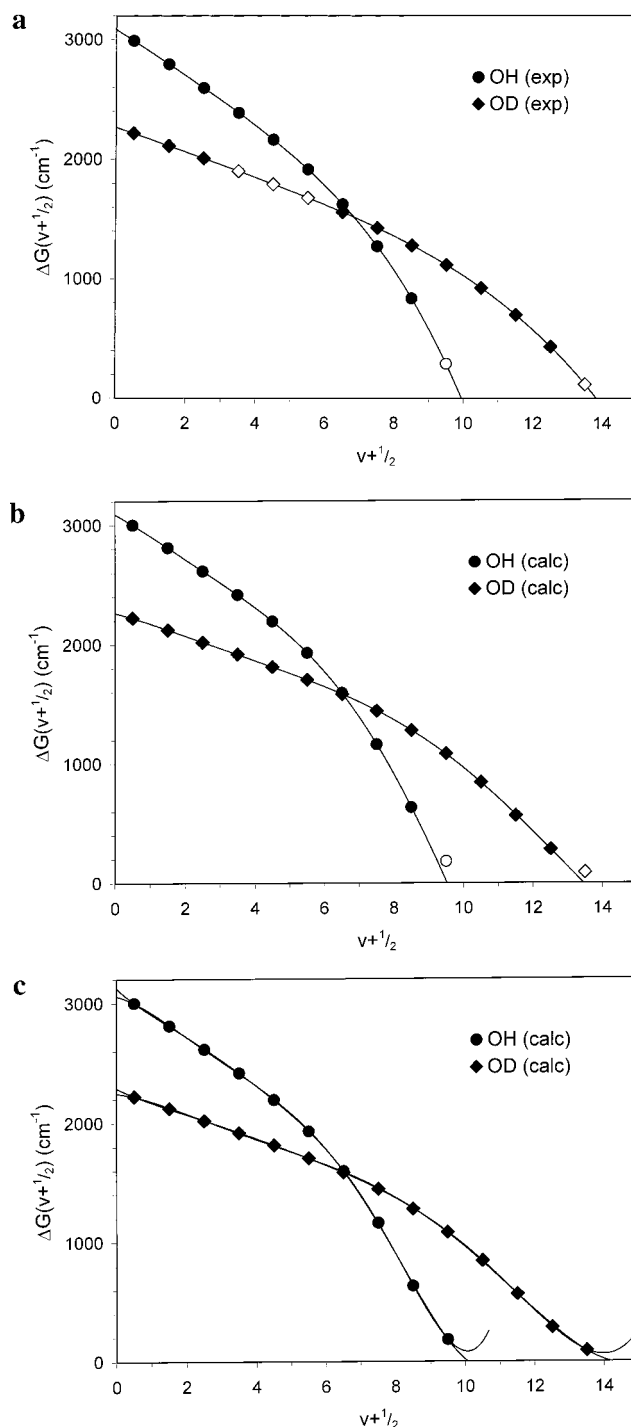 a
3000
2000
1000
0
ΔG(v+1/2) (cm-1)
● OH (exp)
◆ OD (exp)
0 2 4 6 8 10 12 14
v+1/2
b
3000
2000
1000
0
ΔG(v+1/2) (cm-1)
● OH (calc)
◆ OD (calc)
0 2 4 6 8 10 12 14
v+1/2
c
3000
2000
1000
0
ΔG(v+1/2) (cm-1)
● OH (calc)
◆ OD (calc)
0 2 4 6 8 10 12 14
v+1/2